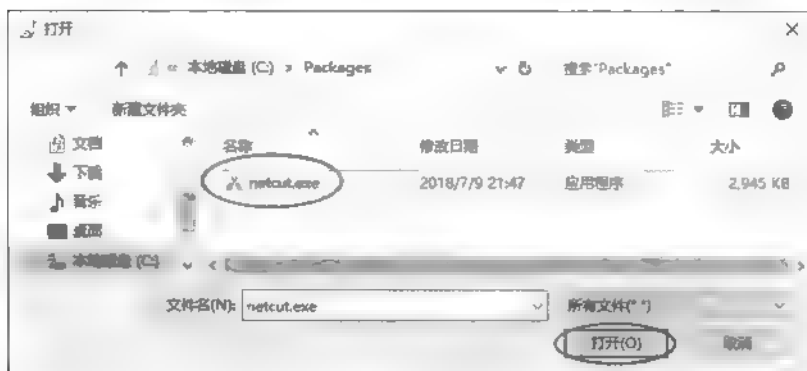 打开
« 本地磁盘 (C:) › Packages
搜索"Packages"
组织
新建文件夹
文档
名称
修改日期
类型
大小
下载
netcut.exe
2018/7/9 21:47
应用程序
2,945 KB
音乐
桌面
本地磁盘 (C:)
文件名(N):
netcut.exe
所有文件(*.*)
打开(O)
取消